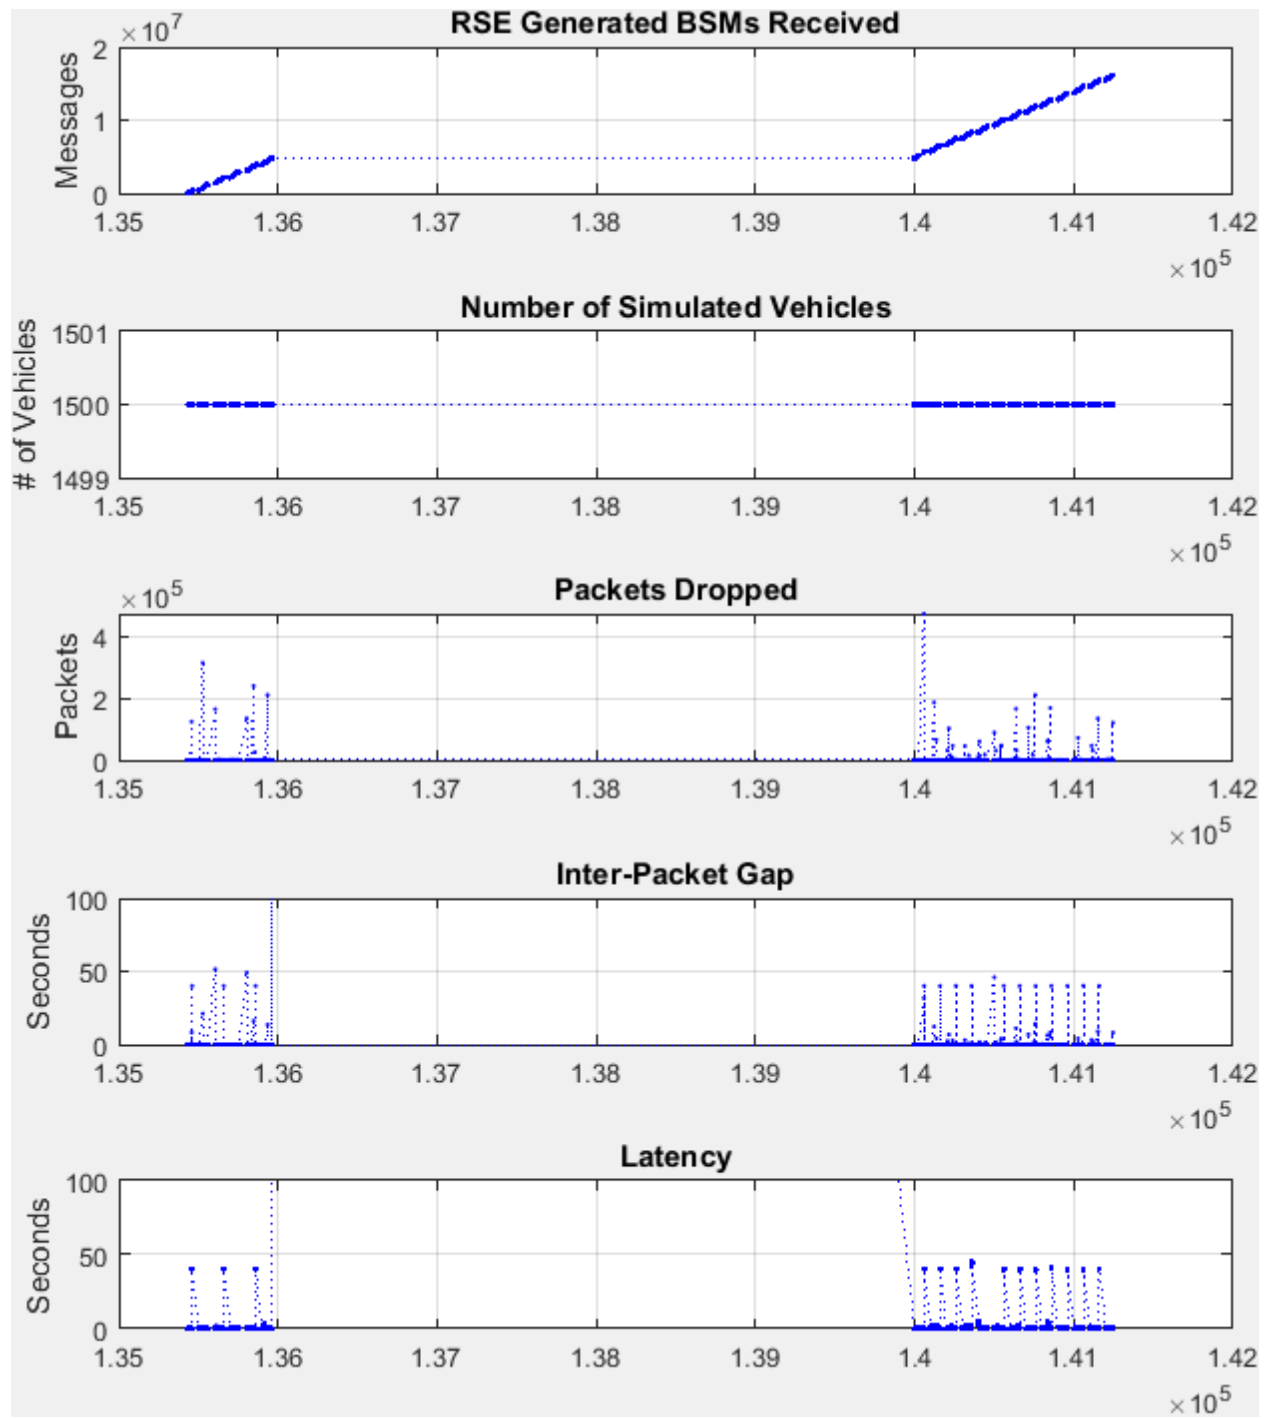 RSE Generated BSMs Received
×10^7
Messages
2
1
0
1.35 1.36 1.37 1.38 1.39 1.4 1.41 1.42
×10^5
Number of Simulated Vehicles
# of Vehicles
1501
1500
1499
1.35 1.36 1.37 1.38 1.39 1.4 1.41 1.42
×10^5
Packets Dropped
×10^5
Packets
4
2
0
1.35 1.36 1.37 1.38 1.39 1.4 1.41 1.42
×10^5
Inter-Packet Gap
Seconds
100
50
0
1.35 1.36 1.37 1.38 1.39 1.4 1.41 1.42
×10^5
Latency
Seconds
100
50
0
1.35 1.36 1.37 1.38 1.39 1.4 1.41 1.42
×10^5